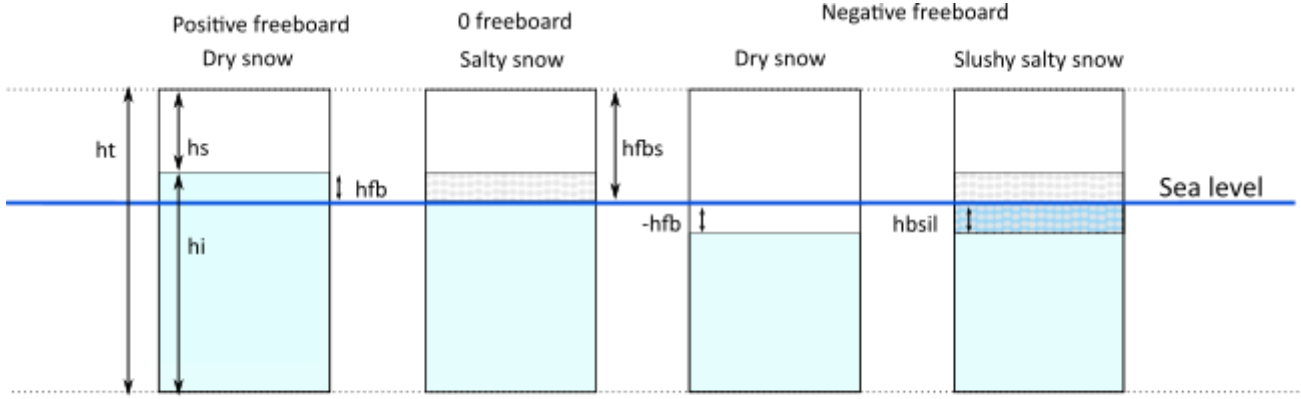 Positive freeboard
0 freeboard
Negative freeboard
Dry snow
Salty snow
Dry snow
Slushy salty snow
ht
hs
hfbs
hfb
Sea level
-hfb
hbsil
hi